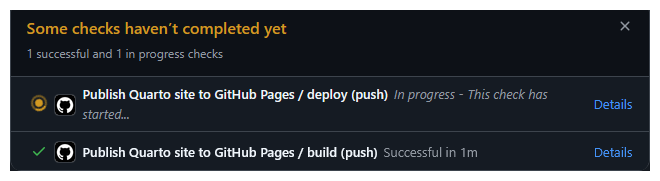 Some checks haven't completed yet
1 successful and 1 in progress checks
Publish Quarto site to GitHub Pages / deploy (push) In progress - This check has
started...
Details
Publish Quarto site to GitHub Pages / build (push) Successful in 1m
Details